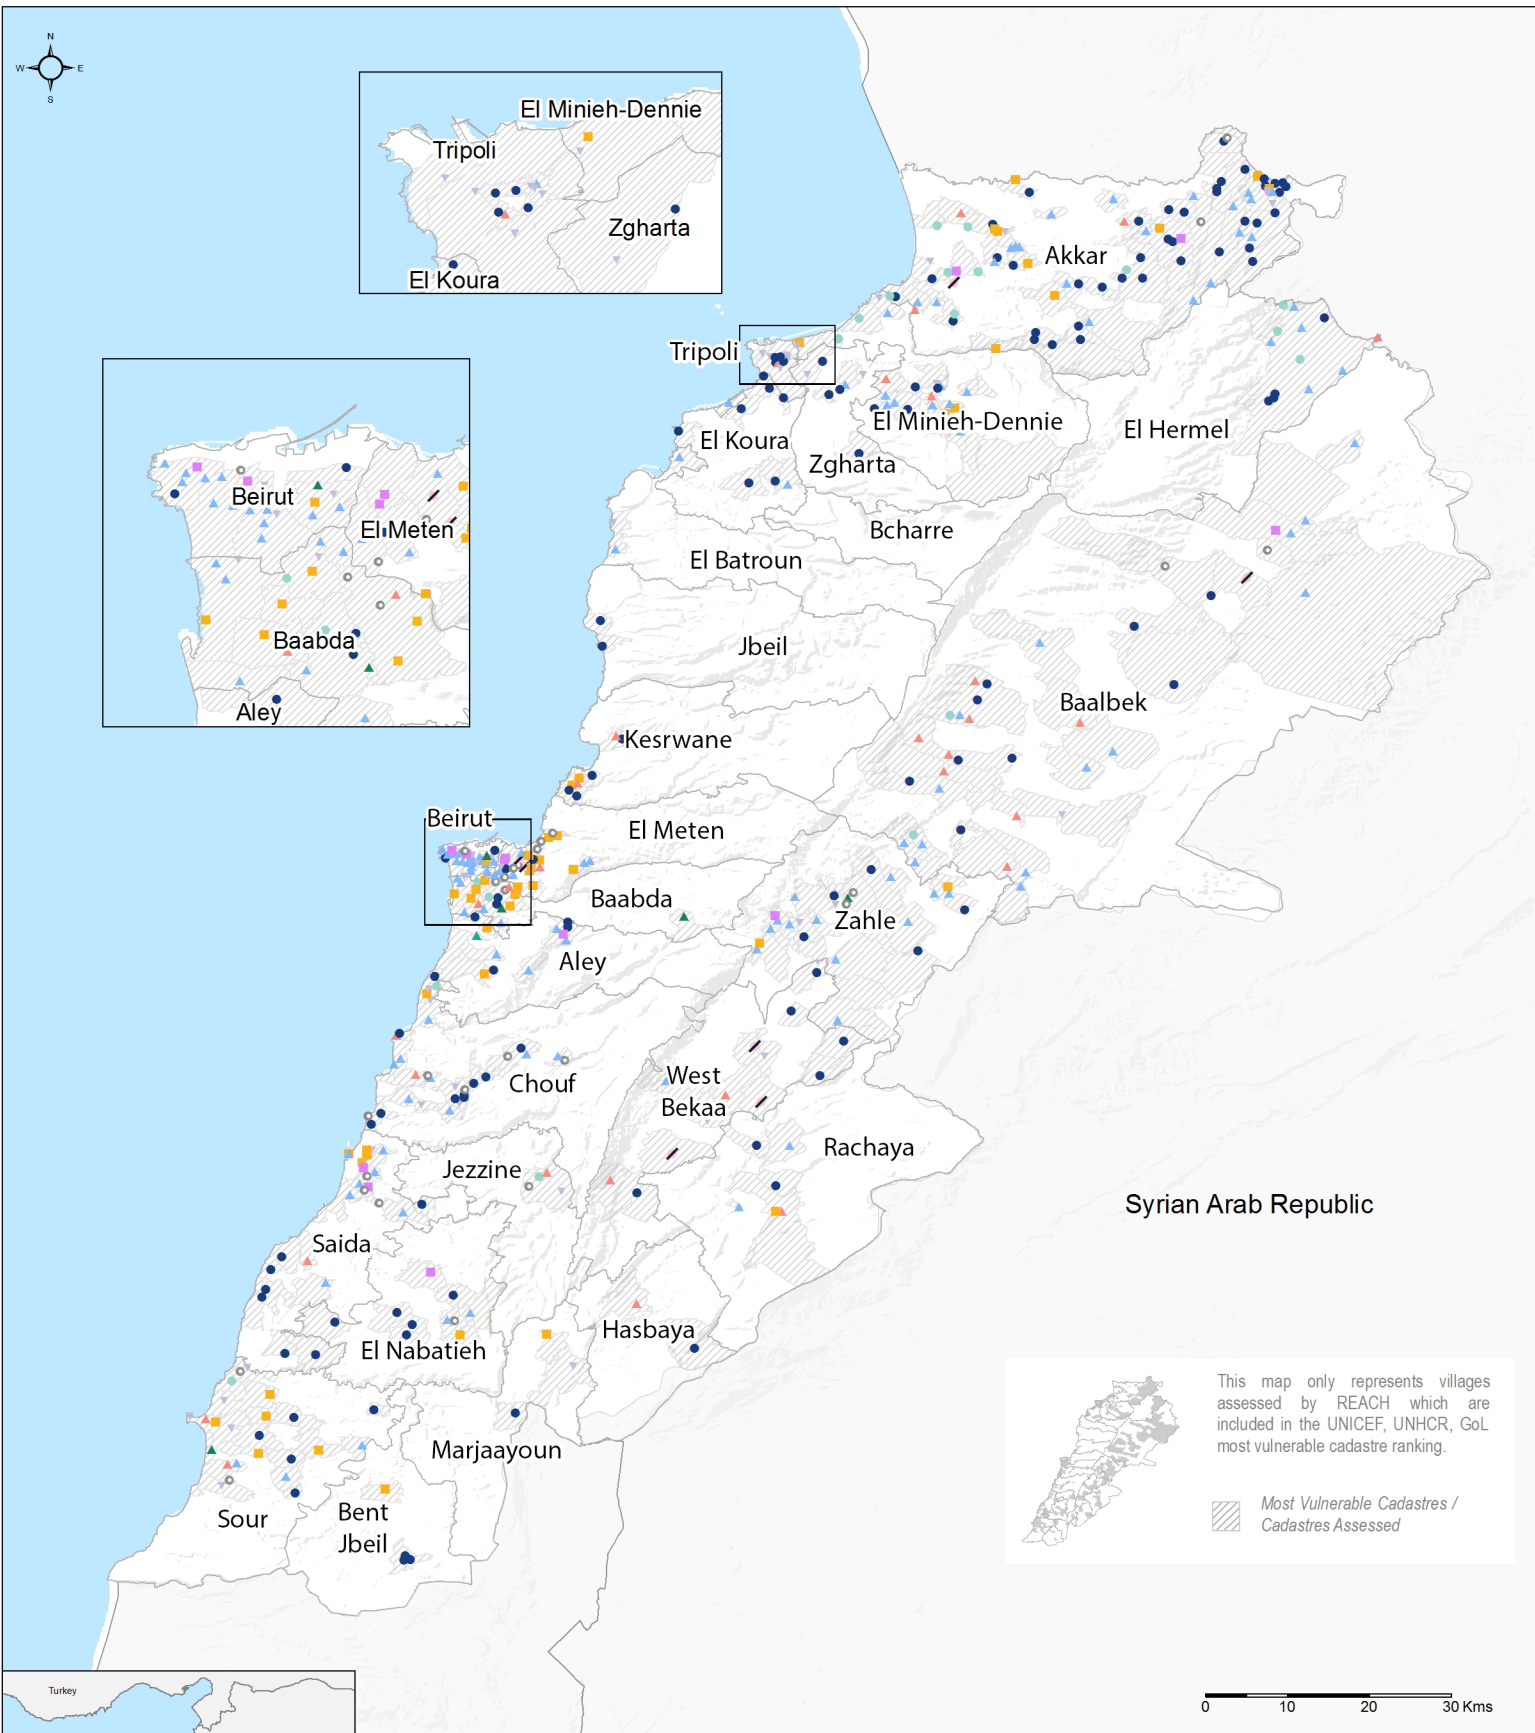 N
W
E
S
El Minieh-Dennie
Tripoli
Zgharta
El Koura
Akkar
Tripoli
El Minieh-Dennie
El Koura
El Hermel
Zgharta
Beirut
El Meten
Baabda
Aley
Bcharre
El Batroun
Jbeil
Baalbek
Kesrwane
Beirut
El Meten
Baabda
Zahle
Aley
Chouf
West
Bekaa
Rachaya
Jezzine
Syrian Arab Republic
Saida
Hasbaya
El Nabatieh
Marjaayoun
Sour
Bent
Jbeil
This map only represents villages
assessed by REACH which are
included in the UNICEF, UNHCR, GoL
most vulnerable cadastre ranking.
Most Vulnerable Cadastres /
Cadastres Assessed
Turkey
0 10 20 30 Kms